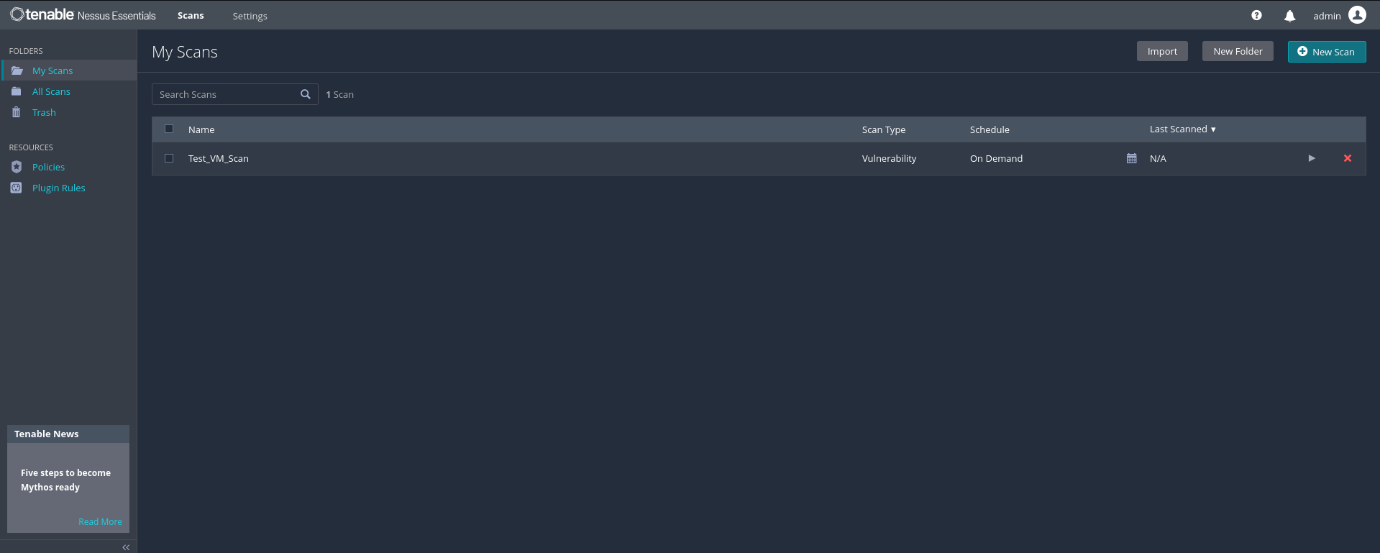 tenable Nessus Essentials Scans Settings admin
FOLDERS
My Scans
All Scans
Trash
RESOURCES
Policies
Plugin Rules
Tenable News
Five steps to become
Mythos ready
Read More
My Scans Import New Folder New Scan
Search Scans 1 Scan
Name Scan Type Schedule Last Scanned
Test_VM_Scan Vulnerability On Demand N/A